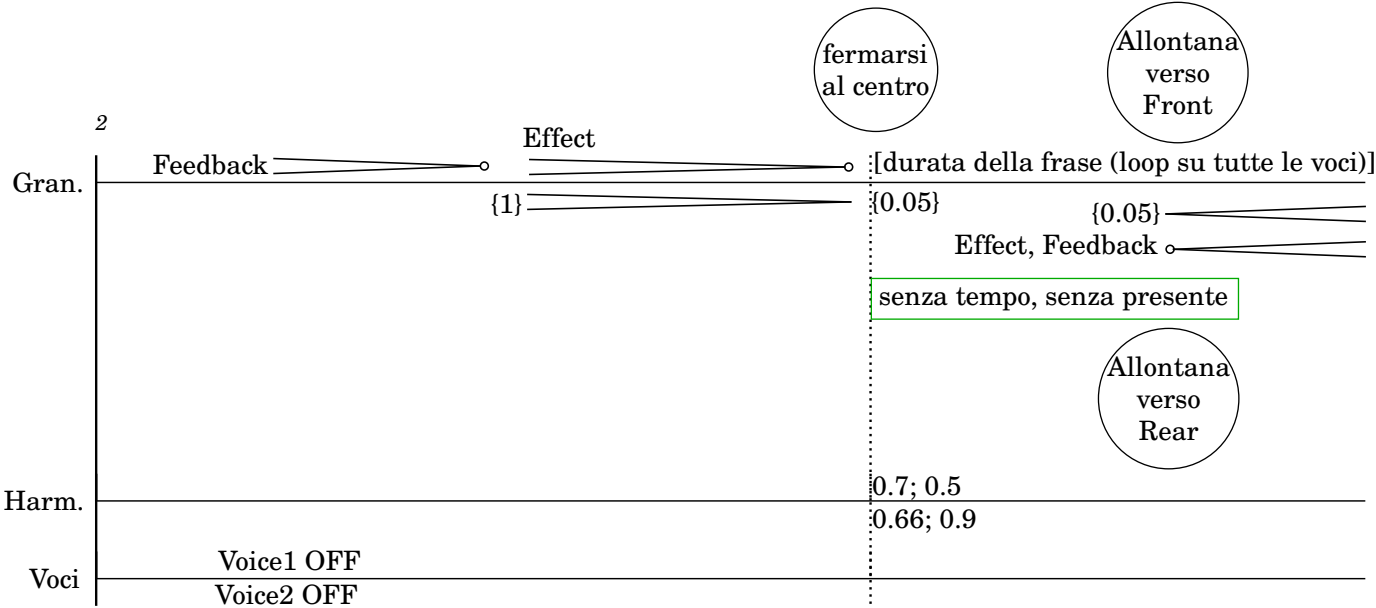 fermarsi
al centro
Allontana
verso
Front
2
Effect
Feedback
[durata della frase (loop su tutte le voci)]
Gran.
{1}
{0.05}
{0.05}
Effect, Feedback
senza tempo, senza presente
Allontana
verso
Rear
0.7; 0.5
Harm.
0.66; 0.9
Voice1 OFF
Voci
Voice2 OFF